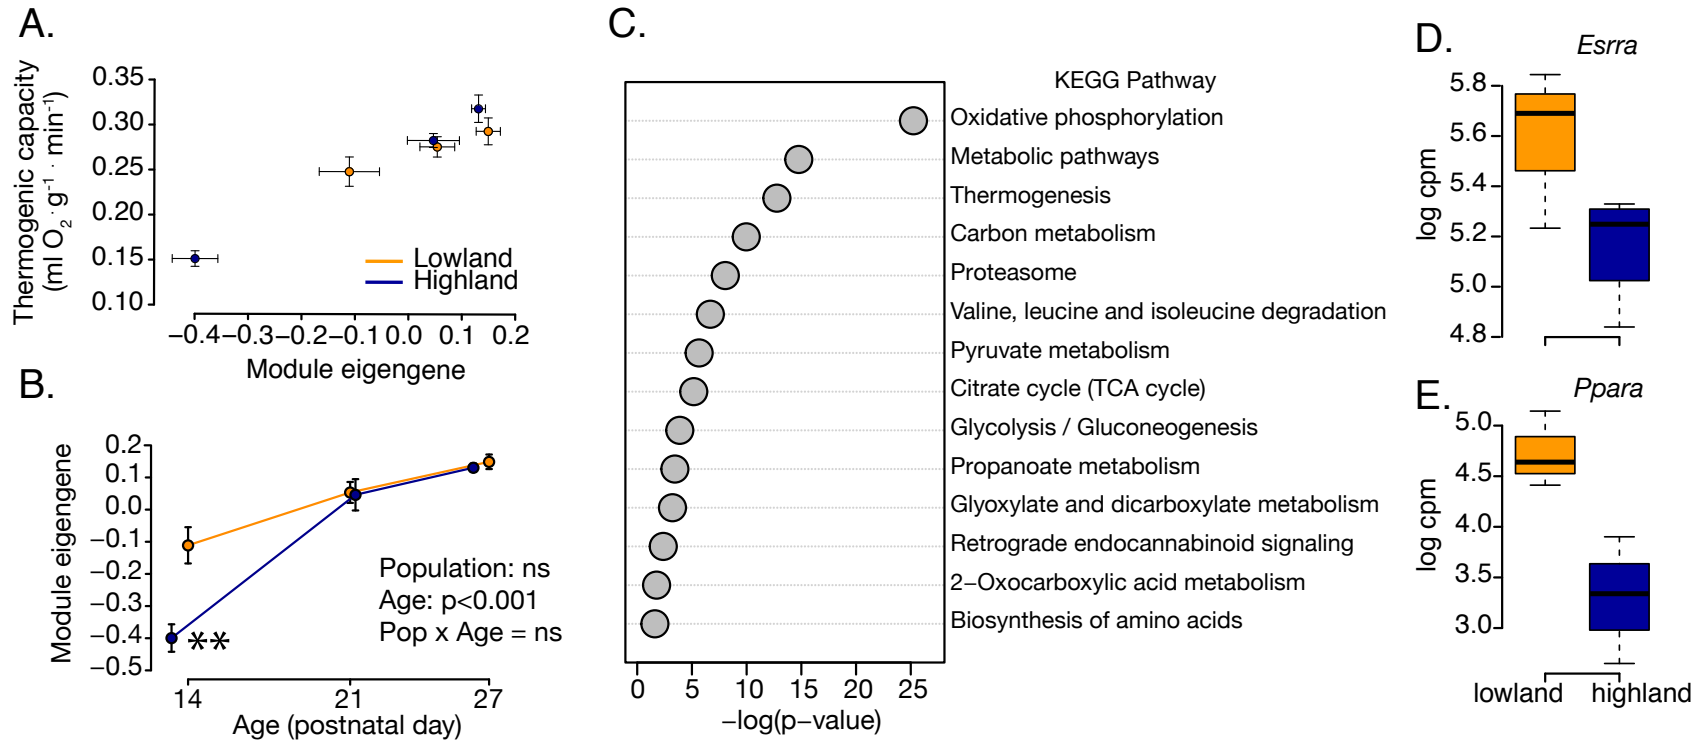 A.
Thermogenic capacity
(ml O2 · g-1 · min-1)
0.35
0.30
0.25
0.20
0.15
0.10
Lowland
Highland
−0.4 −0.3 −0.2 −0.1 0.0 0.1 0.2
Module eigengene
B.
Module eigengene
0.2
0.1
0.0
−0.1
−0.2
−0.3
−0.4
−0.5
**
Population: ns
Age: p<0.001
Pop x Age = ns
14 21 27
Age (postnatal day)
C.
KEGG Pathway
Oxidative phosphorylation
Metabolic pathways
Thermogenesis
Carbon metabolism
Proteasome
Valine, leucine and isoleucine degradation
Pyruvate metabolism
Citrate cycle (TCA cycle)
Glycolysis / Gluconeogenesis
Propanoate metabolism
Glyoxylate and dicarboxylate metabolism
Retrograde endocannabinoid signaling
2−Oxocarboxylic acid metabolism
Biosynthesis of amino acids
0 5 10 15 20 25
−log(p−value)
D.
Esrra
log cpm
5.8
5.6
5.4
5.2
5.0
4.8
E.
Ppara
log cpm
5.0
4.5
4.0
3.5
3.0
lowland highland